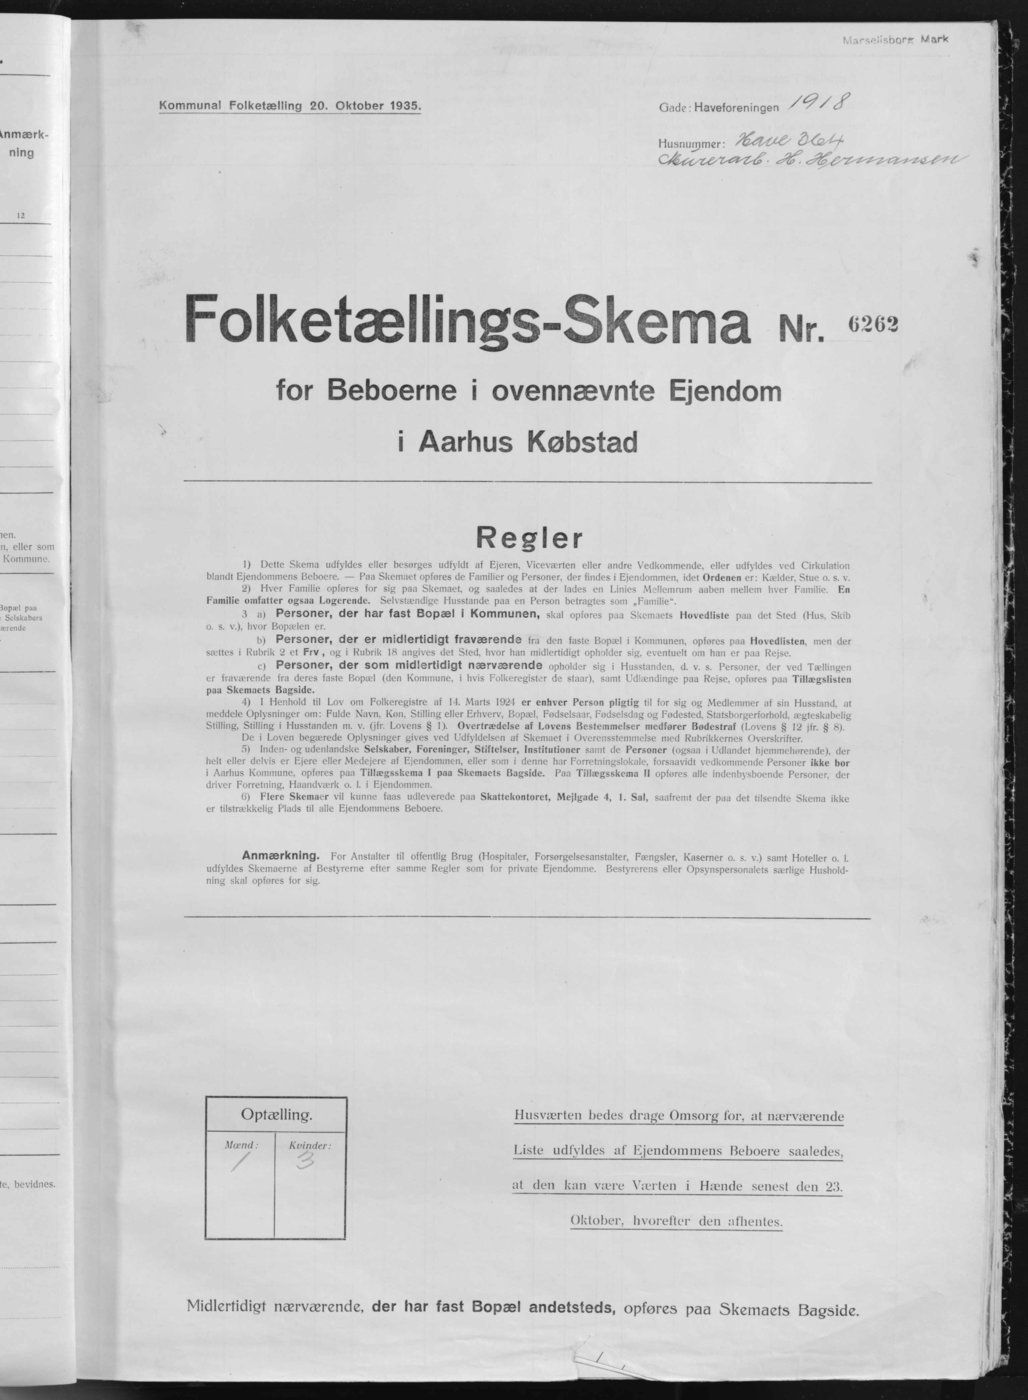 Marselisborg Mark
Kommunal Folketælling 20. Oktober 1935.
Gade: Haveforeningen 1918
Husnummer: Have
Murerarb. H. Hermansen
Folketællings-Skema Nr. 6262
for Beboerne i ovennævnte Ejendom
i Aarhus Købstad
Regler
1) Dette Skema udfyldes eller besørges udfyldt af Ejeren, Viceværten eller andre Vedkommende, eller udfyldes ved Cirkulation
blandt Ejendommens Beboere. — Paa Skemaet opføres de Familier og Personer, der findes i Ejendommen, idet Ordenen er: Kælder, Stue o. s. v.
2) Hver Familie opføres for sig paa Skemaet, og saaledes at der lades en Linies Mellemrum aaben mellem hver Familie. En
Familie omfatter ogsaa Logerende. Selvstændige Husstande paa en Person betragtes som „Familie“.
3 a) Personer, der har fast Bopæl i Kommunen, skal opføres paa Skemaets Hovedliste paa det Sted (Hus, Skib
o. s. v.), hvor Bopælen er.
b) Personer, der er midlertidigt fraværende fra den faste Bopæl i Kommunen, opføres paa Hovedlisten, men der
sættes i Rubrik 2 et Frv, og i Rubrik 18 angives det Sted, hvor han midlertidigt opholder sig, eventuelt om han er paa Rejse.
c) Personer, der som midlertidigt nærværende opholder sig i Husstanden, d. v. s. Personer, der ved Tællingen
er fraværende fra deres faste Bopæl (den Kommune, i hvis Folkeregister de staar), samt Udlændinge paa Rejse, opføres paa Tillægslisten
paa Skemaets Bagside.
4) I Henhold til Lov om Folkeregistre af 14. Marts 1924 er enhver Person pligtig til for sig og Medlemmer af sin Husstand, at
meddele Oplysninger om: Fulde Navn, Køn, Stilling eller Erhverv, Bopæl, Fødselsaar, Fødselsdag og Fødested, Statsborgerforhold, ægteskabelig
Stilling, Stilling i Husstanden m. v. (jfr. Lovens § 1). Overtrædelse af Lovens Bestemmelser medfører Bødestraf (Lovens § 12 jfr. § 8).
De i Loven begærede Oplysninger gives ved Udfyldelsen af Skemaet i Overensstemmelse med Rubrikkernes Overskrifter.
5) Inden- og udenlandske Selskaber, Foreninger, Stiftelser, Institutioner samt de Personer (ogsaa i Udlandet hjemmehørende), der
helt eller delvis er Ejere eller Medejere af Ejendommen, eller som i denne har Forretningslokale, forsaavidt vedkommende Personer ikke bor
i Aarhus Kommune, opføres paa Tillægsskema I paa Skemaets Bagside. Paa Tillægsskema II opføres alle indenbysboende Personer, der
driver Forretning, Haandværk o. l. i Ejendommen.
6) Flere Skemaer vil kunne faas udleverede paa Skattekontoret, Mejlgade 4, 1. Sal, saafremt der paa det tilsendte Skema ikke
er tilstrækkelig Plads til alle Ejendommens Beboere.
Anmærkning. For Anstalter til offentlig Brug (Hospitaler, Forsørgelsesanstalter, Fængsler, Kaserner o. s. v.) samt Hoteller o. l.
udfyldes Skemaerne af Bestyrerne efter samme Regler som for private Ejendomme. Bestyrerens eller Opsynspersonalets særlige Hushold-
ning skal opføres for sig.
Optælling.
Mænd: Kvinder:
1 3
Husværten bedes drage Omsorg for, at nærværende
Liste udfyldes af Ejendommens Beboere saaledes,
at den kan være Værten i Hænde senest den 23.
Oktober, hvorefter den afhentes.
Midlertidigt nærværende, der har fast Bopæl andetsteds, opføres paa Skemaets Bagside.
Anmærk-
ning
12
n, eller som
Kommune.
Bopæl paa
Selskabers
te, bevidnes.